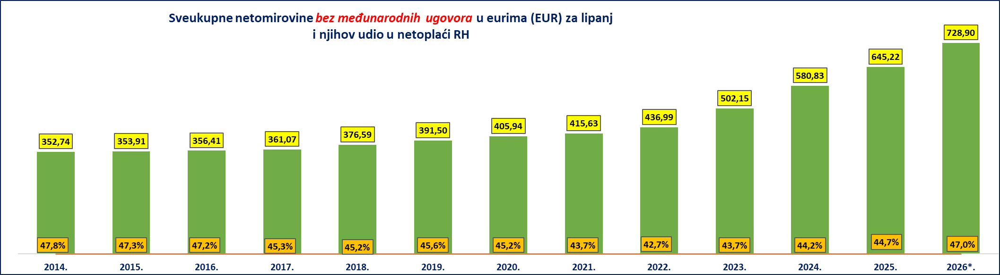 Sveukupne netomirovine bez međunarodnih ugovora u eurima (EUR) za lipanj
i njihov udio u netoplaći RH
352,74 353,91 356,41 361,07 376,59 391,50 405,94 415,63 436,99 502,15 580,83 645,22 728,90
47,8% 47,3% 47,2% 45,3% 45,2% 45,6% 45,2% 43,7% 42,7% 43,7% 44,2% 44,7% 47,0%
2014. 2015. 2016. 2017. 2018. 2019. 2020. 2021. 2022. 2023. 2024. 2025. 2026*.